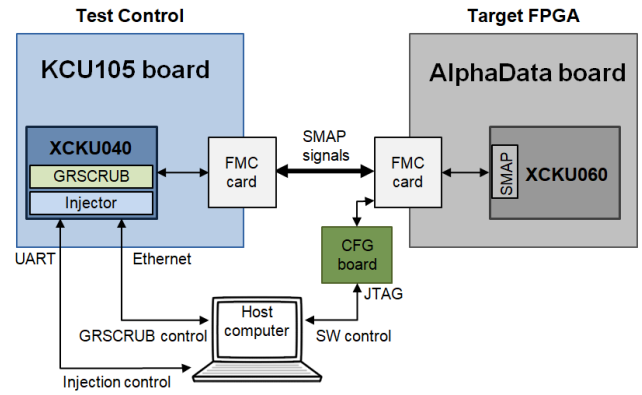 Test Control
Target FPGA
KCU105 board
AlphaData board
XCKU040
GRSCRUB
Injector
FMC
card
SMAP
signals
FMC
card
SMAP
XCKU060
UART
Ethernet
CFG
board
JTAG
Host
computer
GRSCRUB control
SW control
Injection control